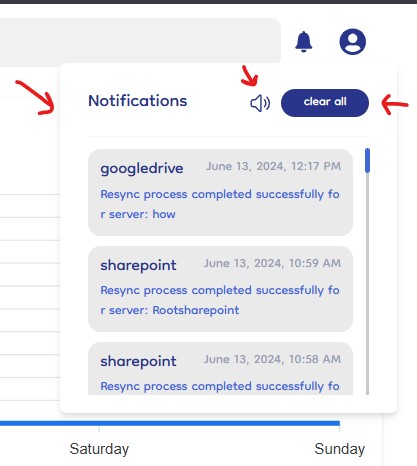 Notifications
clear all
googledrive June 13, 2024, 12:17 PM
Resync process completed successfully fo
r server: how
sharepoint June 13, 2024, 10:59 AM
Resync process completed successfully fo
r server: Rootsharepoint
sharepoint June 13, 2024, 10:58 AM
Resync process completed successfully fo
Saturday Sunday